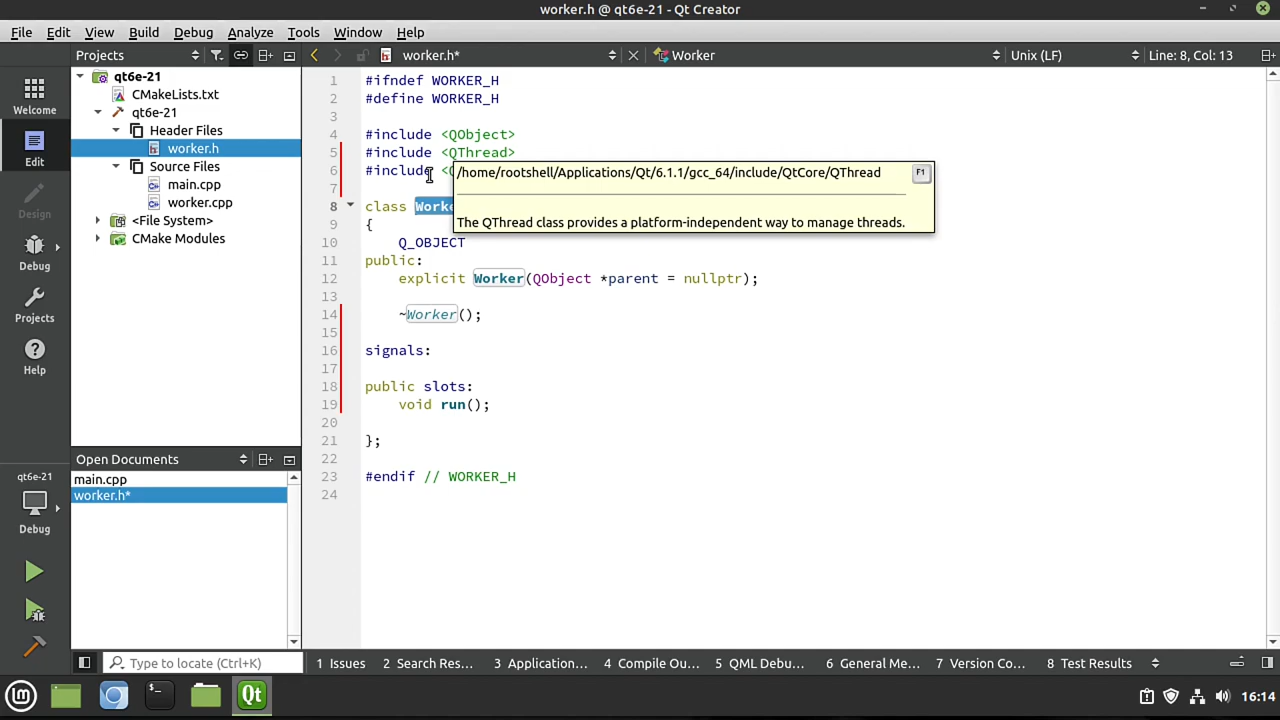 worker.h @ qt6e-21 - Qt Creator
File Edit View Build Debug Analyze Tools Window Help
Projects worker.h* Worker Unix (LF) Line: 8, Col: 13
Welcome
Edit
Design
Debug
Projects
Help
qt6e-21
Debug
qt6e-21
CMakeLists.txt
qt6e-21
Header Files
worker.h
Source Files
main.cpp
worker.cpp
<File System>
CMake Modules
Open Documents
main.cpp
worker.h*
1 #ifndef WORKER_H
2 #define WORKER_H
3
4 #include <QObject>
5 #include <QThread>
6 #include <
7
8 class Worke
9 {
10 Q_OBJECT
11 public:
12 explicit Worker(QObject *parent = nullptr);
13
14 ~Worker();
15
16 signals:
17
18 public slots:
19 void run();
20
21 };
22
23 #endif // WORKER_H
24
/home/rootshell/Applications/Qt/6.1.1/gcc_64/include/QtCore/QThread F1
The QThread class provides a platform-independent way to manage threads.
Type to locate (Ctrl+K) 1 Issues 2 Search Res... 3 Application... 4 Compile Ou... 5 QML Debu... 6 General Me... 7 Version Co... 8 Test Results
Qt 16:14